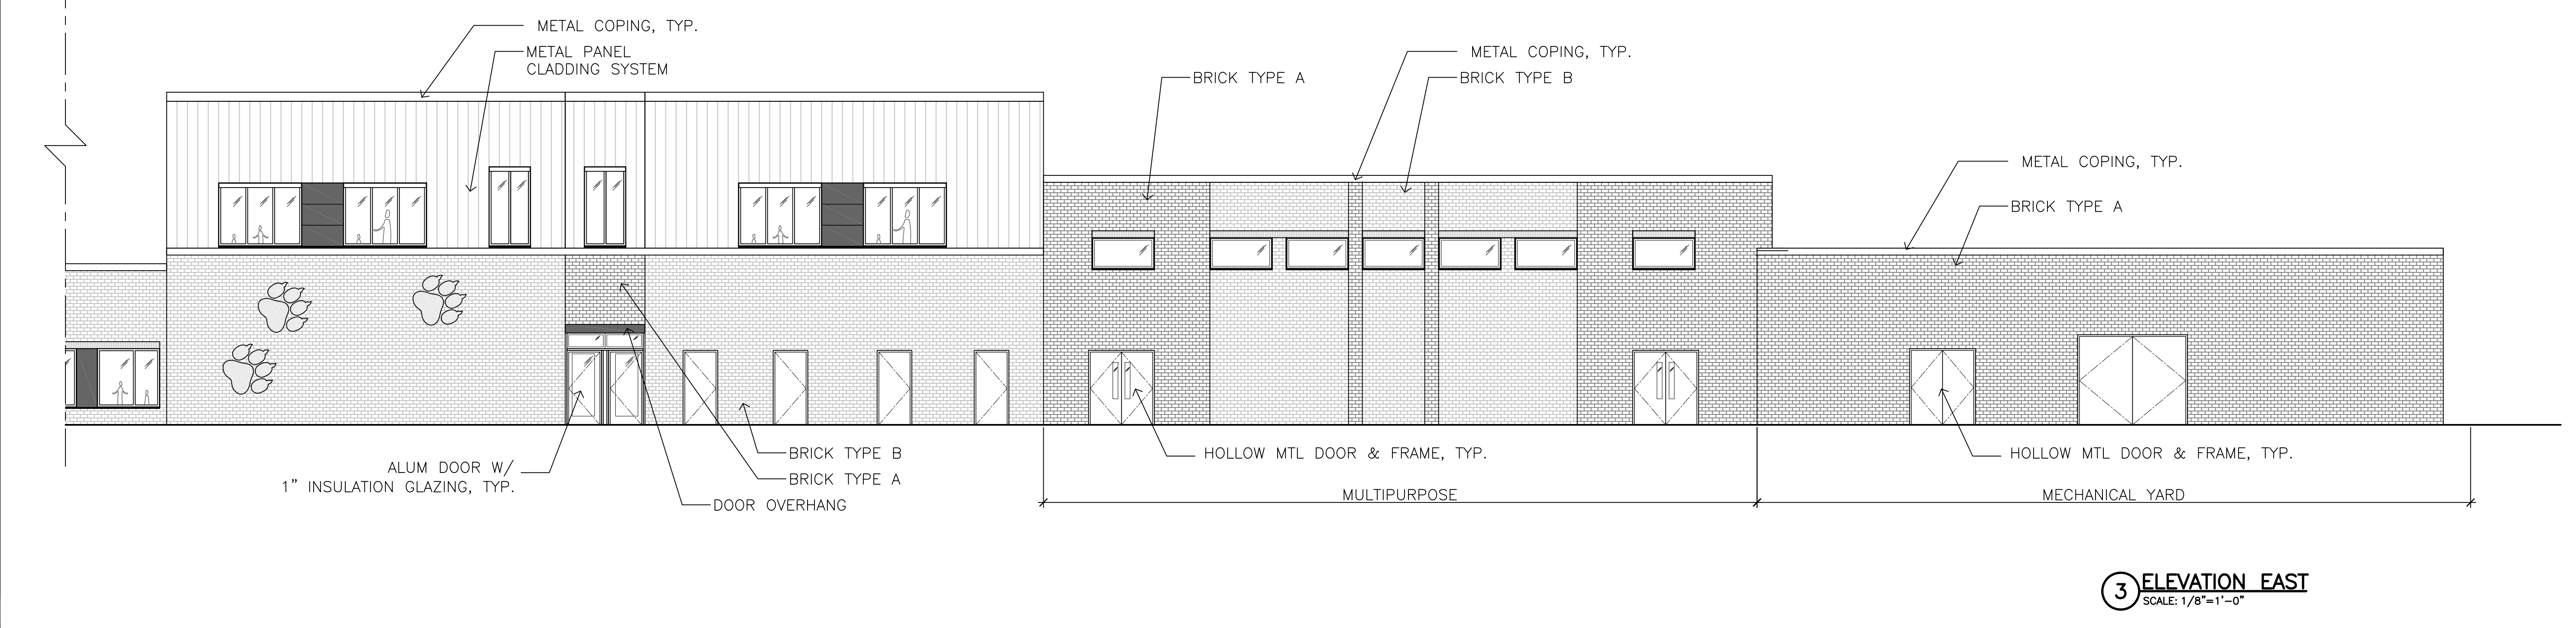 METAL COPING, TYP.
METAL PANEL
CLADDING SYSTEM
METAL COPING, TYP.
BRICK TYPE A
BRICK TYPE B
METAL COPING, TYP.
BRICK TYPE A
BRICK TYPE B
BRICK TYPE A
DOOR OVERHANG
ALUM DOOR W/
1" INSULATION GLAZING, TYP.
HOLLOW MTL DOOR & FRAME, TYP.
HOLLOW MTL DOOR & FRAME, TYP.
MULTIPURPOSE
MECHANICAL YARD
3
ELEVATION EAST
SCALE: 1/8"=1'-0"